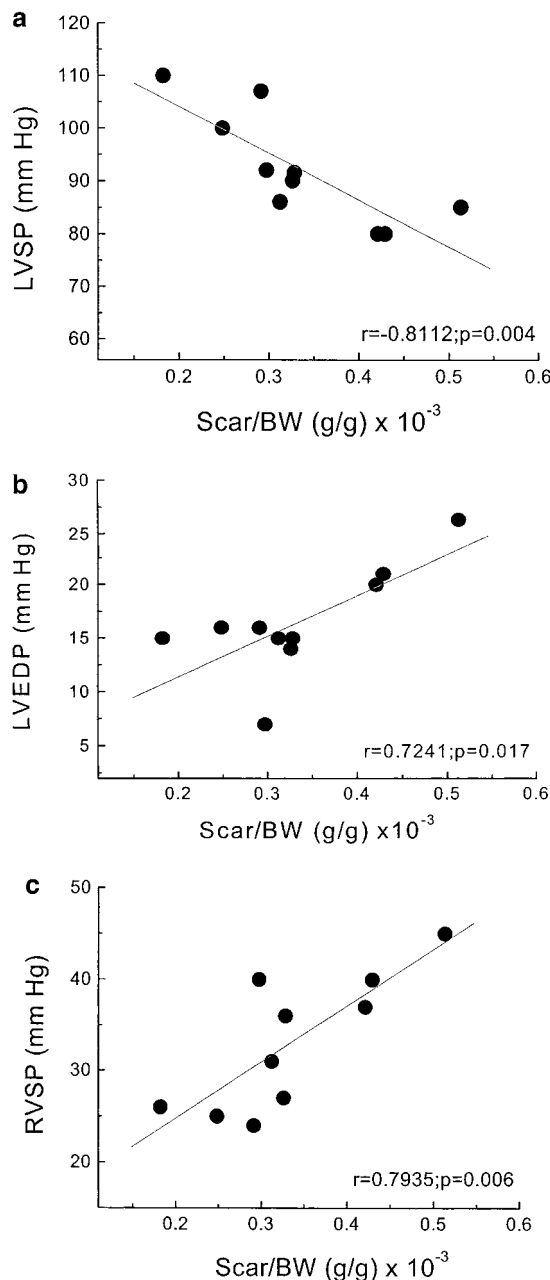 a
110
100
90
80
70
60
LVSP (mm Hg)
r=-0.8112;p=0.004
0.2 0.3 0.4 0.5 0.6
Scar/BW (g/g) x 10-3
b
30
25
20
15
10
5
LVEDP (mm Hg)
r=0.7241;p=0.017
0.2 0.3 0.4 0.5 0.6
Scar/BW (g/g) x10-3
c
50
40
30
20
RVSP (mm Hg)
r=0.7935;p=0.006
0.2 0.3 0.4 0.5 0.6
Scar/BW (g/g) x 10-3